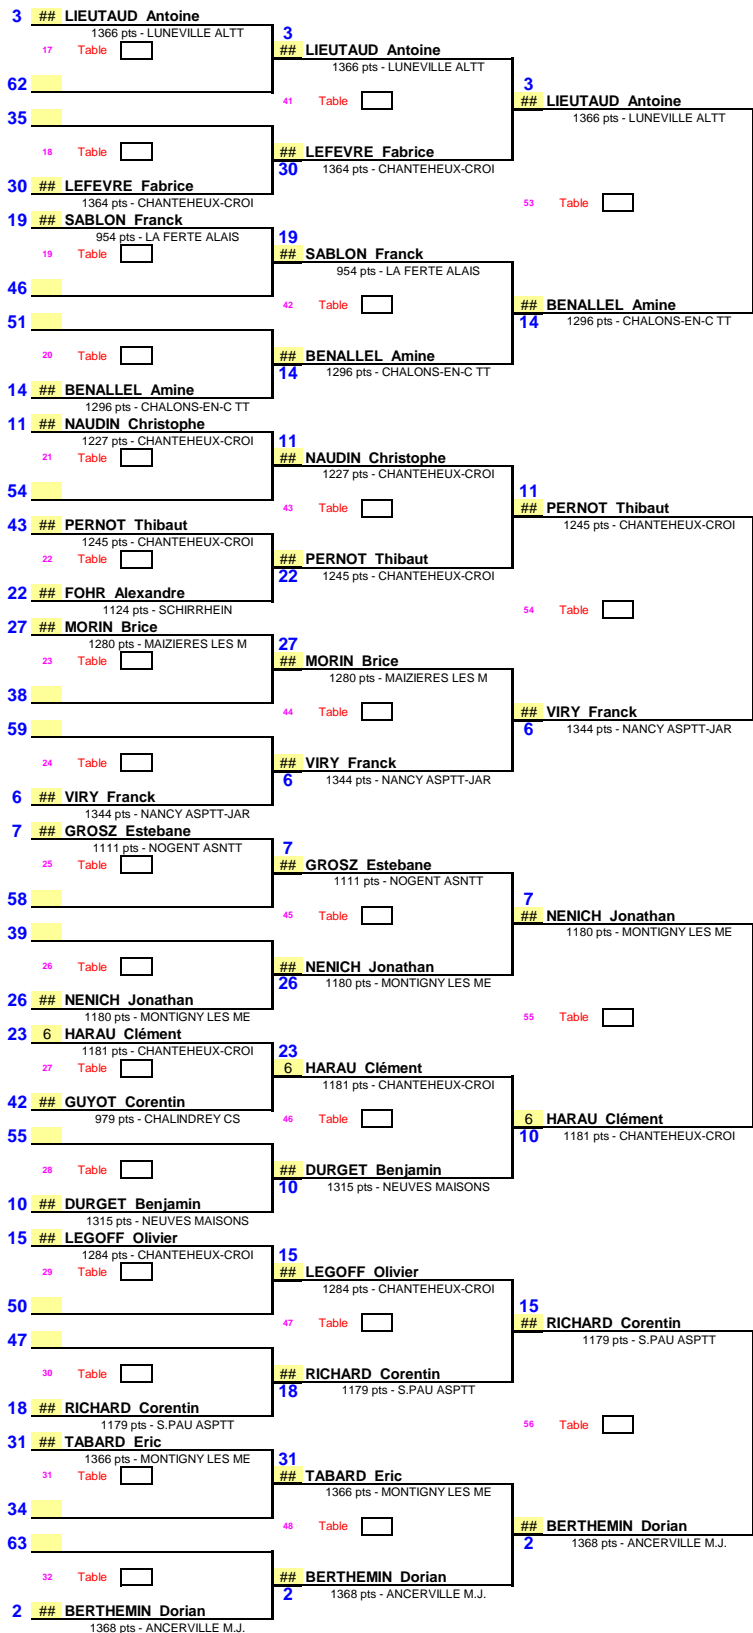 3 ## LIEUTAUD Antoine
1366 pts - LUNEVILLE ALTT
17 Table
62
35
18 Table
30 ## LEFEVRE Fabrice
1364 pts - CHANTEHEUX-CROI
19 ## SABLON Franck
954 pts - LA FERTE ALAIS
19 Table
46
51
20 Table
14 ## BENALLEL Amine
1296 pts - CHALONS-EN-C TT
11 ## NAUDIN Christophe
1227 pts - CHANTEHEUX-CROI
21 Table
54
43 ## PERNOT Thibaut
1245 pts - CHANTEHEUX-CROI
22 Table
22 ## FOHR Alexandre
1124 pts - SCHIRRHEIN
27 ## MORIN Brice
1280 pts - MAIZIERES LES M
23 Table
38
59
24 Table
6 ## VIRY Franck
1344 pts - NANCY ASPTT-JAR
7 ## GROSZ Estebane
1111 pts - NOGENT ASNTT
25 Table
58
39
26 Table
26 ## NENICH Jonathan
1180 pts - MONTIGNY LES ME
23 6 HARAU Clément
1181 pts - CHANTEHEUX-CROI
27 Table
42 ## GUYOT Corentin
979 pts - CHALINDREY CS
55
28 Table
10 ## DURGET Benjamin
1315 pts - NEUVES MAISONS
15 ## LEGOFF Olivier
1284 pts - CHANTEHEUX-CROI
29 Table
50
47
30 Table
18 ## RICHARD Corentin
1179 pts - S.PAU ASPTT
31 ## TABARD Eric
1366 pts - MONTIGNY LES ME
31 Table
34
63
32 Table
2 ## BERTHEMIN Dorian
1368 pts - ANCERVILLE M.J.
3
## LIEUTAUD Antoine
1366 pts - LUNEVILLE ALTT
41 Table
## LEFEVRE Fabrice
30 1364 pts - CHANTEHEUX-CROI
19
## SABLON Franck
954 pts - LA FERTE ALAIS
42 Table
## BENALLEL Amine
14 1296 pts - CHALONS-EN-C TT
11
## NAUDIN Christophe
1227 pts - CHANTEHEUX-CROI
43 Table
## PERNOT Thibaut
22 1245 pts - CHANTEHEUX-CROI
27
## MORIN Brice
1280 pts - MAIZIERES LES M
44 Table
## VIRY Franck
6 1344 pts - NANCY ASPTT-JAR
7
## GROSZ Estebane
1111 pts - NOGENT ASNTT
45 Table
## NENICH Jonathan
26 1180 pts - MONTIGNY LES ME
23
6 HARAU Clément
1181 pts - CHANTEHEUX-CROI
46 Table
## DURGET Benjamin
10 1315 pts - NEUVES MAISONS
15
## LEGOFF Olivier
1284 pts - CHANTEHEUX-CROI
47 Table
## RICHARD Corentin
18 1179 pts - S.PAU ASPTT
31
## TABARD Eric
1366 pts - MONTIGNY LES ME
48 Table
## BERTHEMIN Dorian
2 1368 pts - ANCERVILLE M.J.
3
## LIEUTAUD Antoine
1366 pts - LUNEVILLE ALTT
53 Table
## BENALLEL Amine
14 1296 pts - CHALONS-EN-C TT
11
## PERNOT Thibaut
1245 pts - CHANTEHEUX-CROI
54 Table
## VIRY Franck
6 1344 pts - NANCY ASPTT-JAR
7
## NENICH Jonathan
1180 pts - MONTIGNY LES ME
55 Table
6 HARAU Clément
10 1181 pts - CHANTEHEUX-CROI
15
## RICHARD Corentin
1179 pts - S.PAU ASPTT
56 Table
## BERTHEMIN Dorian
2 1368 pts - ANCERVILLE M.J.